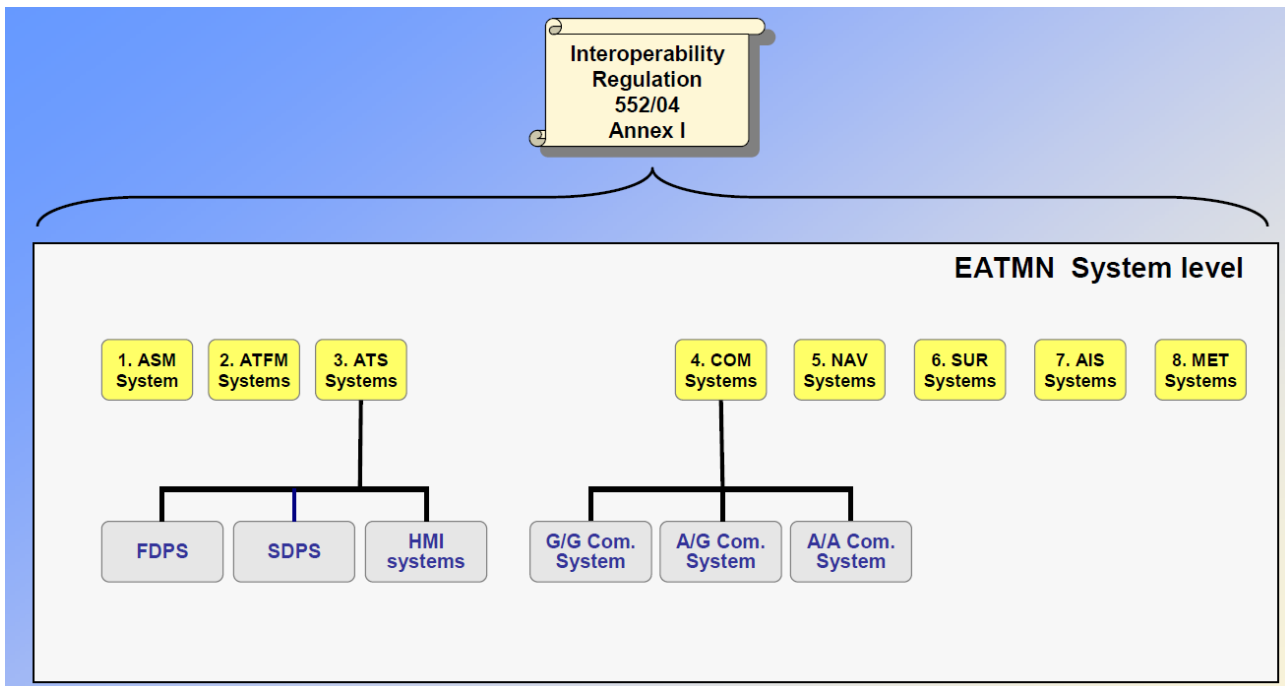 Interoperability
Regulation
552/04
Annex I
EATMN System level
1. ASM
System
2. ATFM
Systems
3. ATS
Systems
4. COM
Systems
5. NAV
Systems
6. SUR
Systems
7. AIS
Systems
8. MET
Systems
FDPS
SDPS
HMI
systems
G/G Com.
System
A/G Com.
System
A/A Com.
System